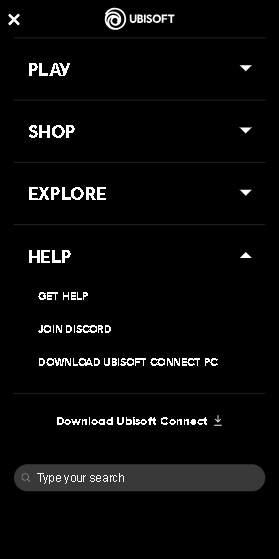 UBISOFT
PLAY
SHOP
EXPLORE
HELP
GET HELP
JOIN DISCORD
DOWNLOAD UBISOFT CONNECT PC
Download Ubisoft Connect
Type your search